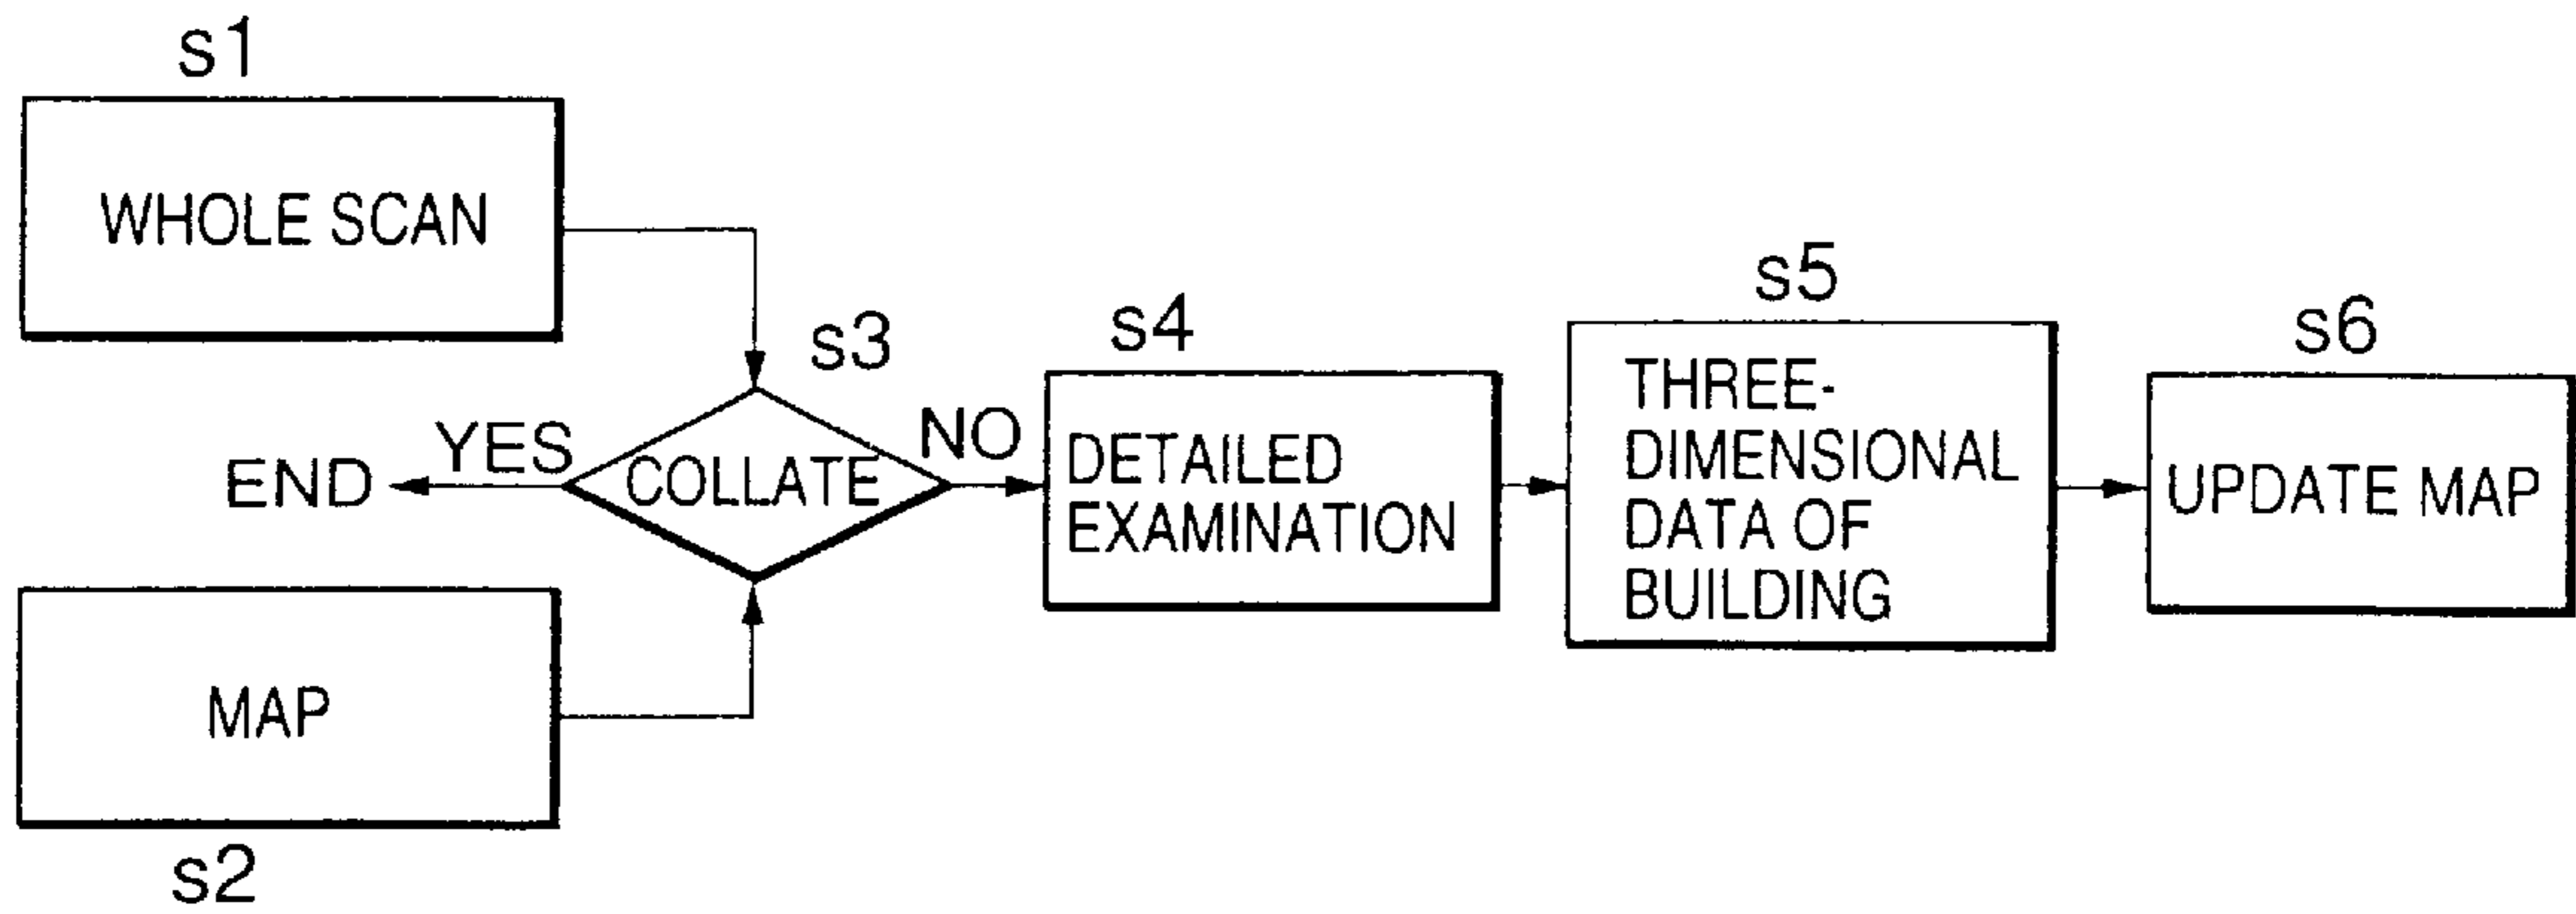 s1
WHOLE SCAN
s3
YES
NO
END
COLLATE
MAP
s2
s4
DETAILED
EXAMINATION
s5
THREE-
DIMENSIONAL
DATA OF
BUILDING
s6
UPDATE MAP